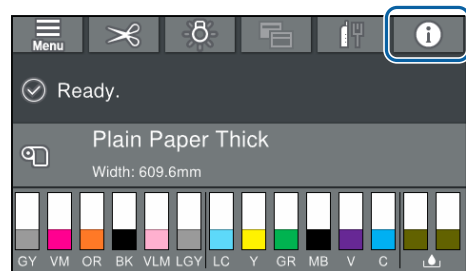 Menu
Ready.
Plain Paper Thick
Width: 609.6mm
GY VM OR BK VLM LGY LC Y GR MB V C